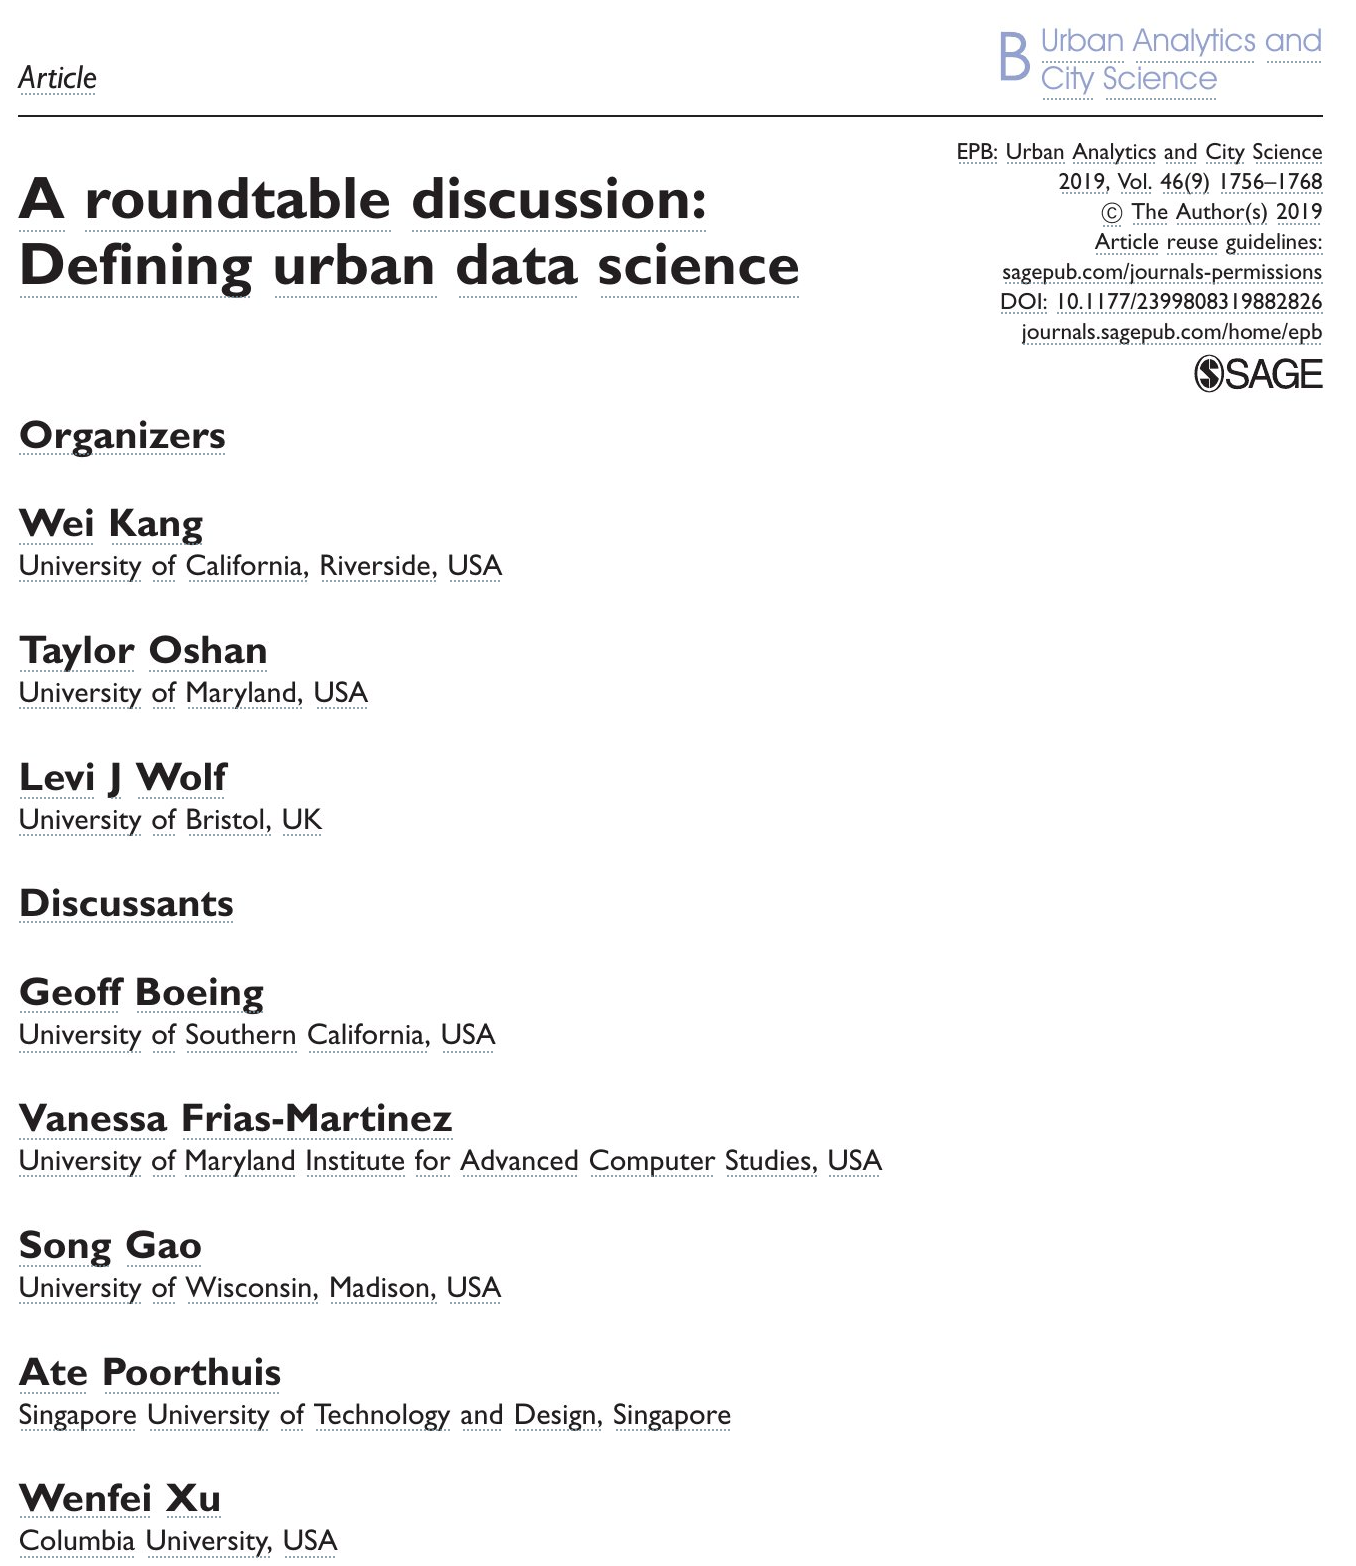 Article
B Urban Analytics and
City Science
A roundtable discussion:
Defining urban data science
EPB: Urban Analytics and City Science
2019, Vol. 46(9) 1756–1768
© The Author(s) 2019
Article reuse guidelines:
sagepub.com/journals-permissions
DOI: 10.1177/2399808319882826
journals.sagepub.com/home/epb
SAGE
Organizers
Wei Kang
University of California, Riverside, USA
Taylor Oshan
University of Maryland, USA
Levi J Wolf
University of Bristol, UK
Discussants
Geoff Boeing
University of Southern California, USA
Vanessa Frias-Martinez
University of Maryland Institute for Advanced Computer Studies, USA
Song Gao
University of Wisconsin, Madison, USA
Ate Poorthuis
Singapore University of Technology and Design, Singapore
Wenfei Xu
Columbia University, USA